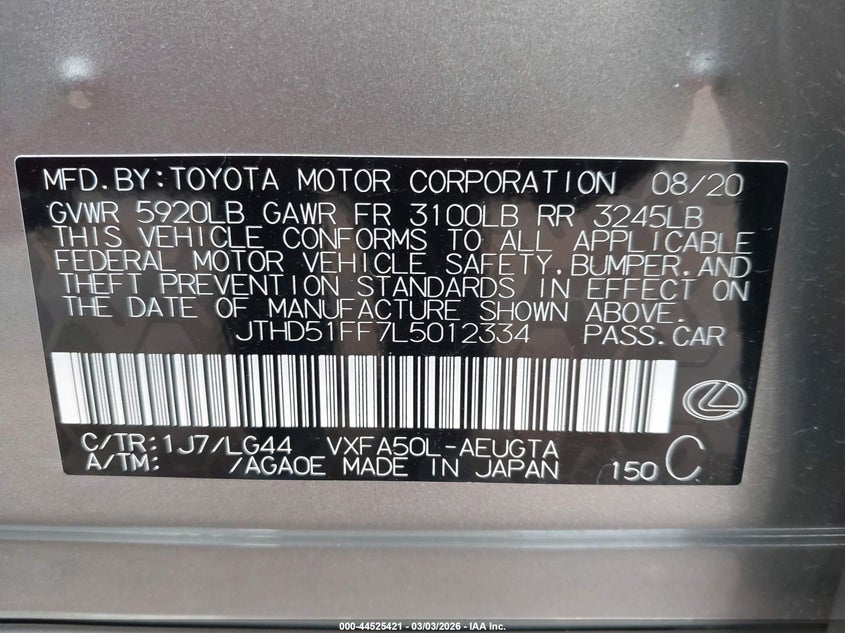 MFD.BY:TOYOTA MOTOR CORPORATION 08/20
GVWR 5920LB GAWR FR 3100LB RR 3245LB
THIS VEHICLE CONFORMS TO ALL APPLICABLE
FEDERAL MOTOR VEHICLE SAFETY,BUMPER,AND
THEFT PREVENTION STANDARDS IN EFFECT ON
THE DATE OF MANUFACTURE SHOWN ABOVE.
JTHD51FF7L5012334 PASS.CAR
C/TR:1J7/LG44 VXFA50L-AEUGTA
A/TM: /AGA0E MADE IN JAPAN 150 C
000-44525421 - 03/03/2026 - IAA Inc.